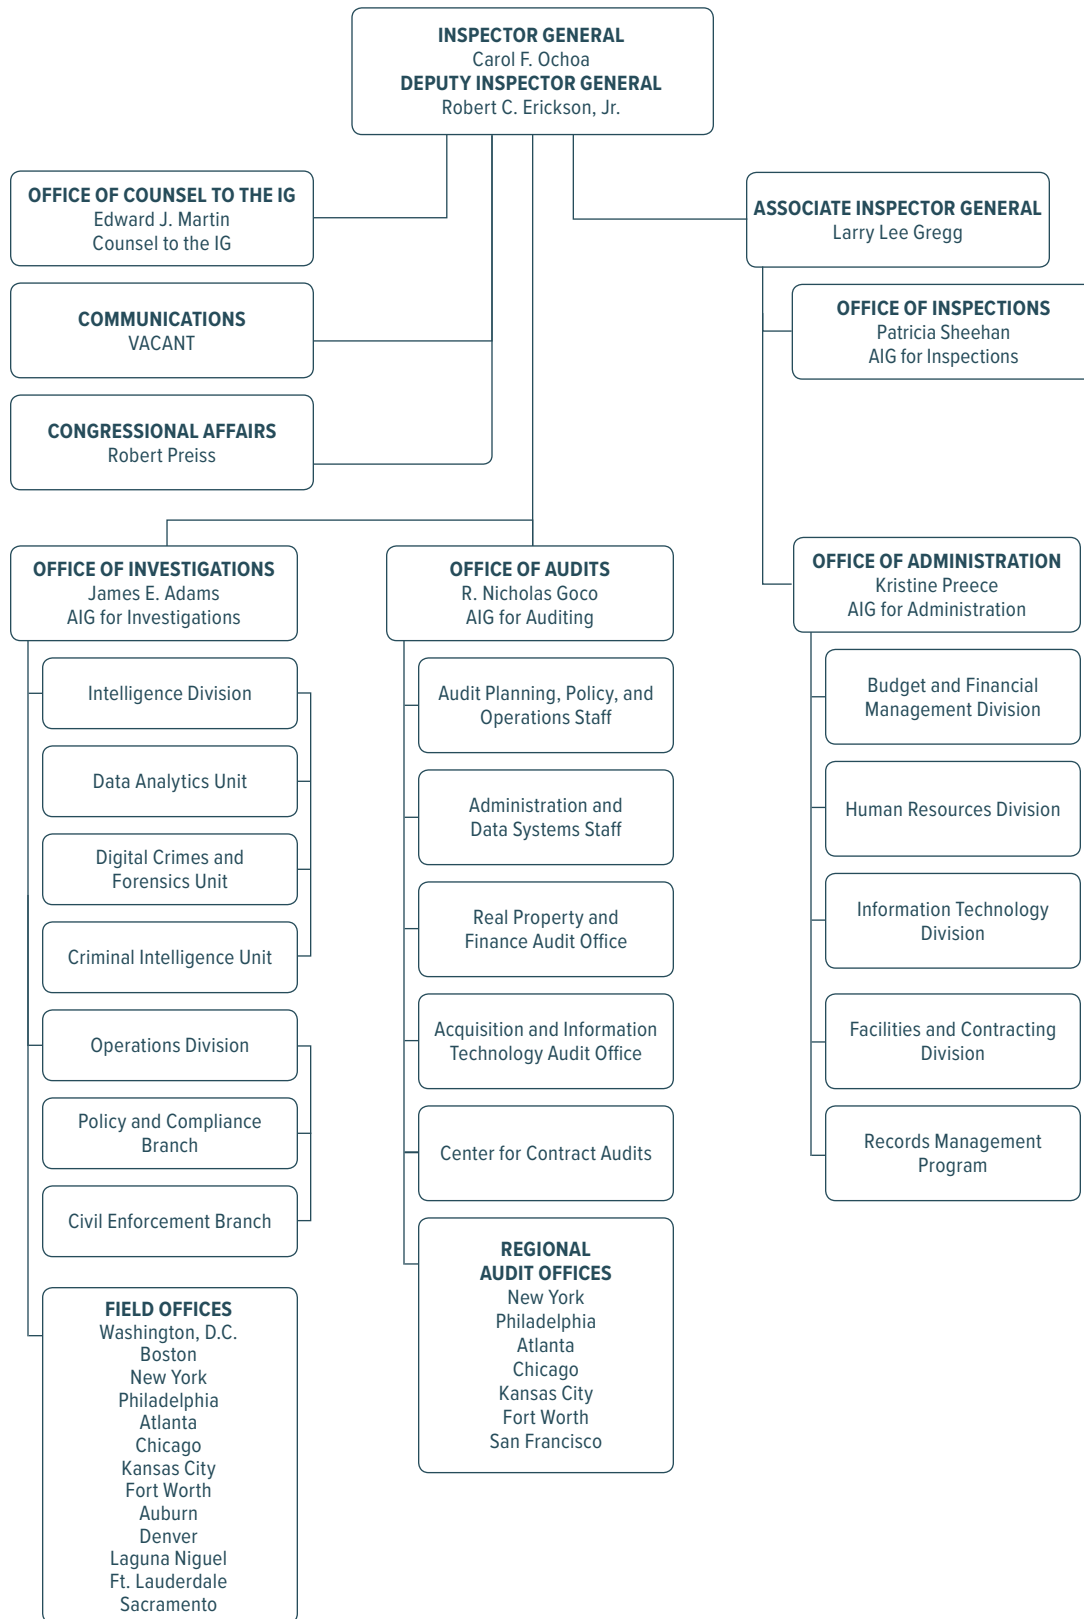 INSPECTOR GENERAL
Carol F. Ochoa
DEPUTY INSPECTOR GENERAL
Robert C. Erickson, Jr.
OFFICE OF COUNSEL TO THE IG
Edward J. Martin
Counsel to the IG
COMMUNICATIONS
VACANT
CONGRESSIONAL AFFAIRS
Robert Preiss
ASSOCIATE INSPECTOR GENERAL
Larry Lee Gregg
OFFICE OF INSPECTIONS
Patricia Sheehan
AIG for Inspections
OFFICE OF INVESTIGATIONS
James E. Adams
AIG for Investigations
Intelligence Division
Data Analytics Unit
Digital Crimes and
Forensics Unit
Criminal Intelligence Unit
Operations Division
Policy and Compliance
Branch
Civil Enforcement Branch
FIELD OFFICES
Washington, D.C.
Boston
New York
Philadelphia
Atlanta
Chicago
Kansas City
Fort Worth
Auburn
Denver
Laguna Niguel
Ft. Lauderdale
Sacramento
OFFICE OF AUDITS
R. Nicholas Goco
AIG for Auditing
Audit Planning, Policy, and
Operations Staff
Administration and
Data Systems Staff
Real Property and
Finance Audit Office
Acquisition and Information
Technology Audit Office
Center for Contract Audits
REGIONAL
AUDIT OFFICES
New York
Philadelphia
Atlanta
Chicago
Kansas City
Fort Worth
San Francisco
OFFICE OF ADMINISTRATION
Kristine Preece
AIG for Administration
Budget and Financial
Management Division
Human Resources Division
Information Technology
Division
Facilities and Contracting
Division
Records Management
Program